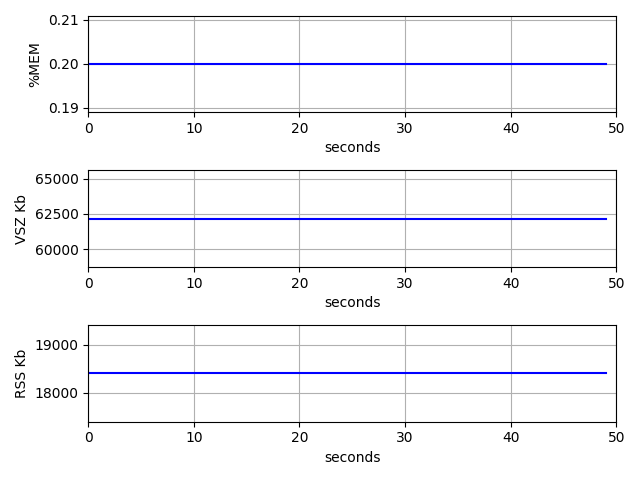 %MEM
0.21
0.20
0.19
0 10 20 30 40 50
seconds
VSZ Kb
65000
62500
60000
0 10 20 30 40 50
seconds
RSS Kb
19000
18000
0 10 20 30 40 50
seconds